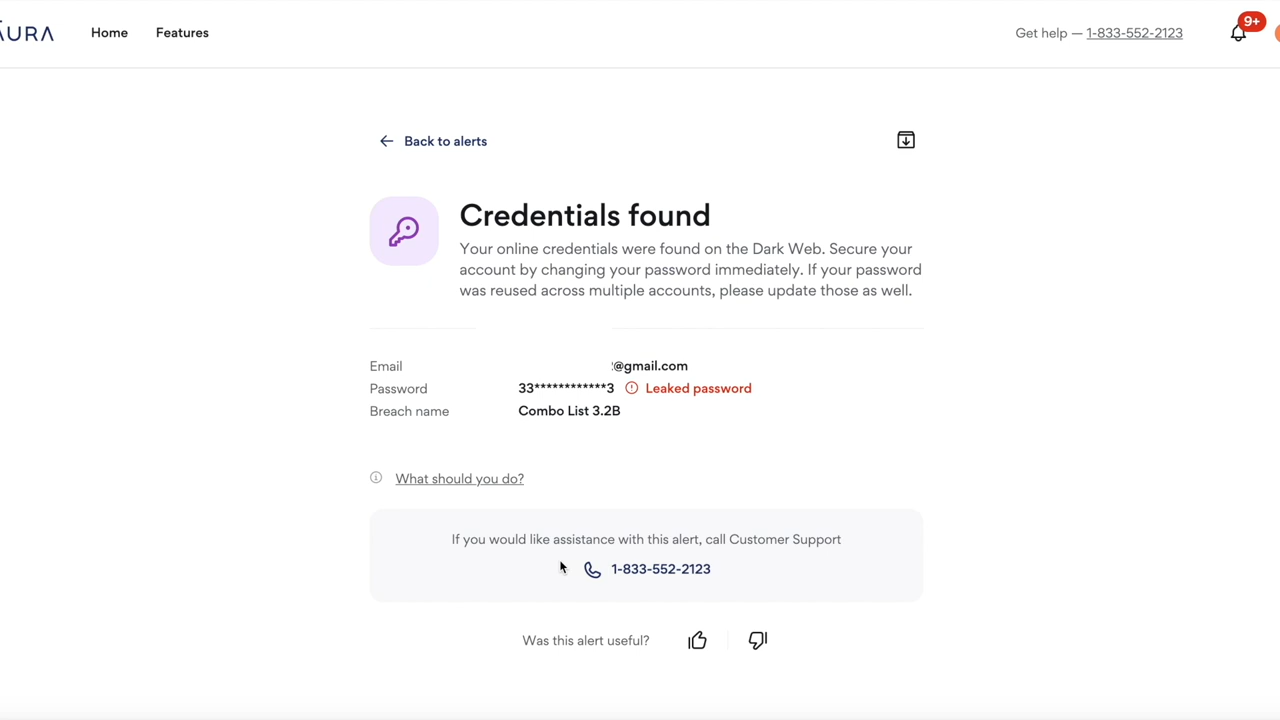 AURA
Home
Features
Get help — 1-833-552-2123
9+
Back to alerts
Credentials found
Your online credentials were found on the Dark Web. Secure your
account by changing your password immediately. If your password
was reused across multiple accounts, please update those as well.
Email @gmail.com
Password 33************3 Leaked password
Breach name Combo List 3.2B
What should you do?
If you would like assistance with this alert, call Customer Support
1-833-552-2123
Was this alert useful?